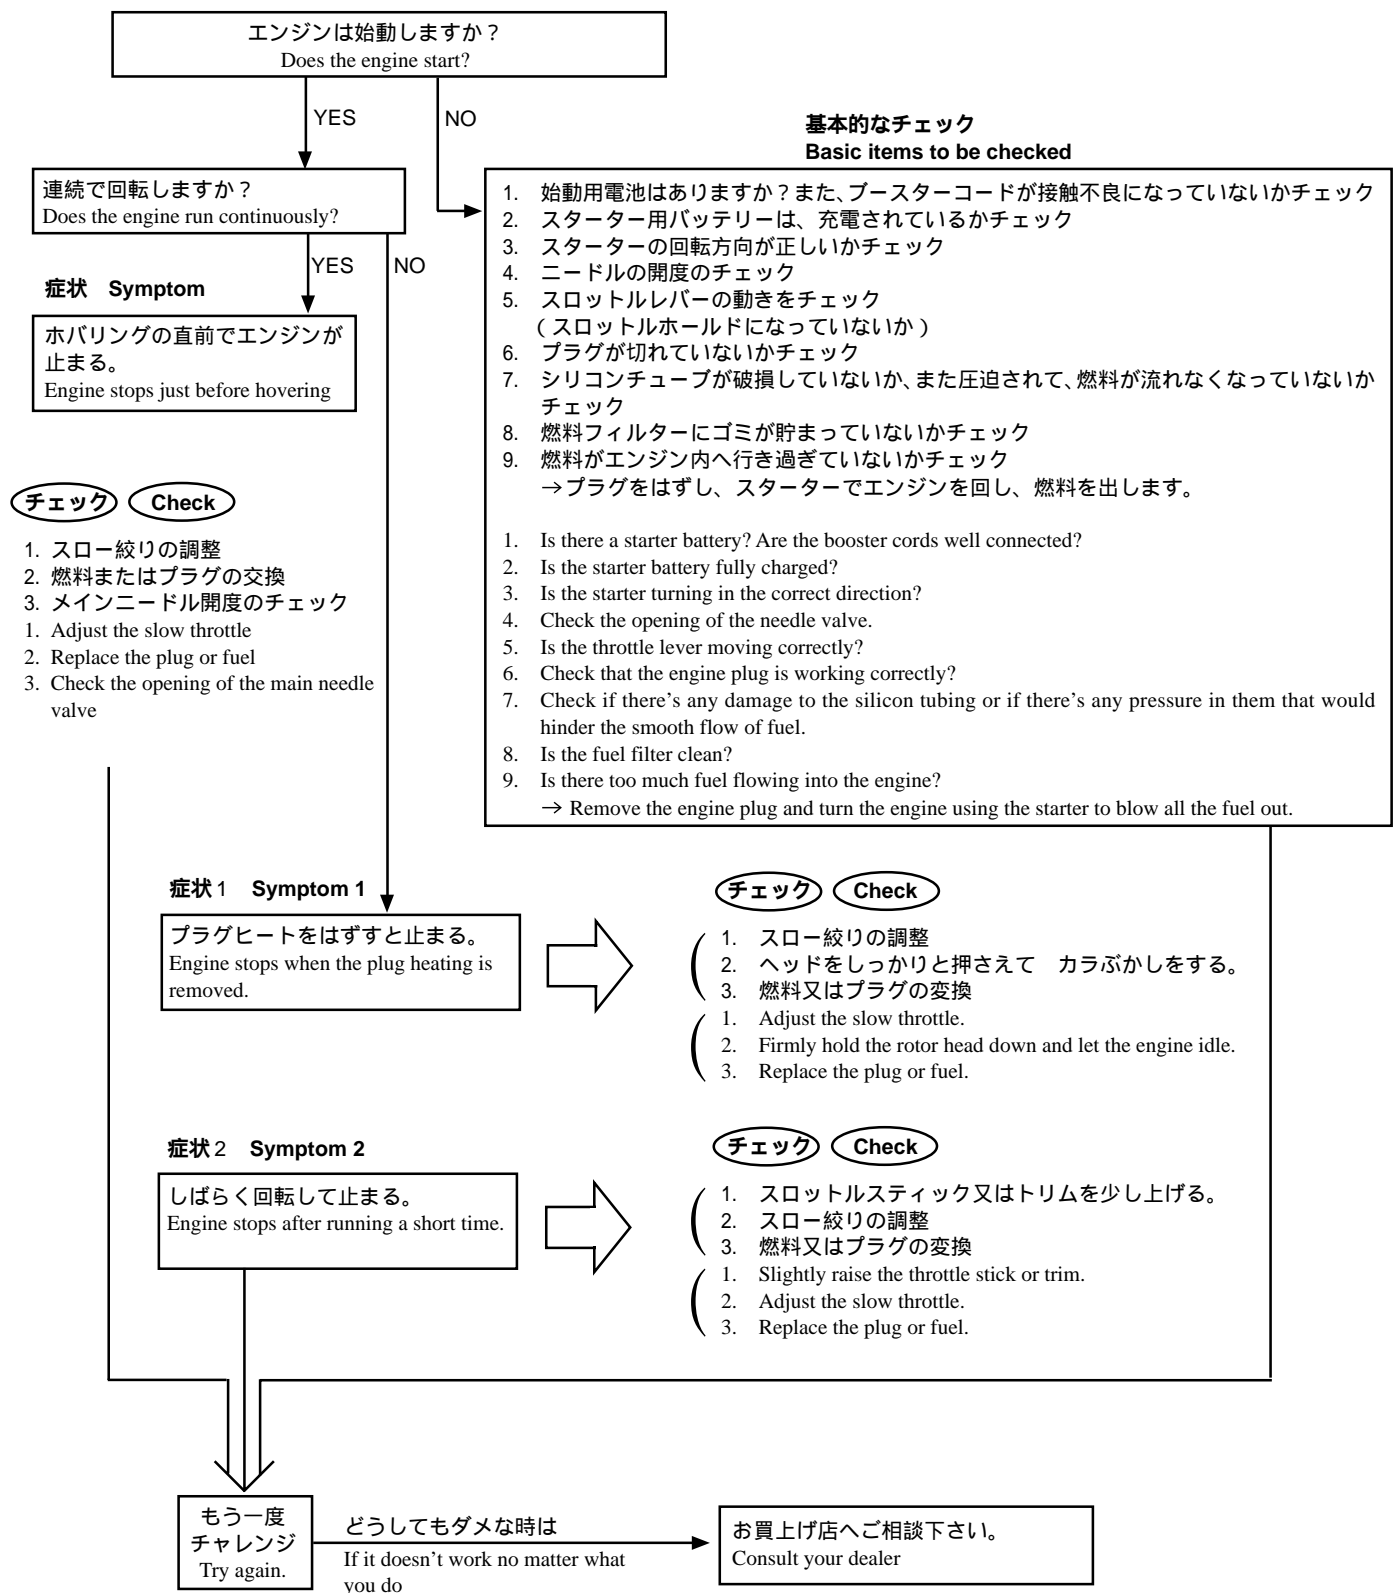 エンジンは始動しますか?
Does the engine start?
YES
NO
連続で回転しますか?
Does the engine run continuously?
YES
NO
症状 Symptom
ホバリングの直前でエンジンが
止まる。
Engine stops just before hovering
チェック Check
1. スロー絞りの調整
2. 燃料またはプラグの交換
3. メインニードル開度のチェック
1. Adjust the slow throttle
2. Replace the plug or fuel
3. Check the opening of the main needle
valve
基本的なチェック
Basic items to be checked
1. 始動用電池はありますか?また、ブースターコードが接触不良になっていないかチェック
2. スターター用バッテリーは、充電されているかチェック
3. スターターの回転方向が正しいかチェック
4. ニードルの開度のチェック
5. スロットルレバーの動きをチェック
(スロットルホールドになっていないか)
6. プラグが切れていないかチェック
7. シリコンチューブが破損していないか、また圧迫されて、燃料が流れなくなっていないか
チェック
8. 燃料フィルターにゴミが貯まっていないかチェック
9. 燃料がエンジン内へ行き過ぎていないかチェック
→プラグをはずし、スターターでエンジンを回し、燃料を出します。
1. Is there a starter battery? Are the booster cords well connected?
2. Is the starter battery fully charged?
3. Is the starter turning in the correct direction?
4. Check the opening of the needle valve.
5. Is the throttle lever moving correctly?
6. Check that the engine plug is working correctly?
7. Check if there's any damage to the silicon tubing or if there's any pressure in them that would
hinder the smooth flow of fuel.
8. Is the fuel filter clean?
9. Is there too much fuel flowing into the engine?
→ Remove the engine plug and turn the engine using the starter to blow all the fuel out.
症状1 Symptom 1
プラグヒートをはずすと止まる。
Engine stops when the plug heating is
removed.
チェック Check
1. スロー絞りの調整
2. ヘッドをしっかりと押さえて カラぶかしをする。
3. 燃料又はプラグの変換
1. Adjust the slow throttle.
2. Firmly hold the rotor head down and let the engine idle.
3. Replace the plug or fuel.
症状2 Symptom 2
しばらく回転して止まる。
Engine stops after running a short time.
チェック Check
1. スロットルスティック又はトリムを少し上げる。
2. スロー絞りの調整
3. 燃料又はプラグの変換
1. Slightly raise the throttle stick or trim.
2. Adjust the slow throttle.
3. Replace the plug or fuel.
もう一度
チャレンジ
Try again.
どうしてもダメな時は
If it doesn't work no matter what
you do
お買上げ店へご相談下さい。
Consult your dealer